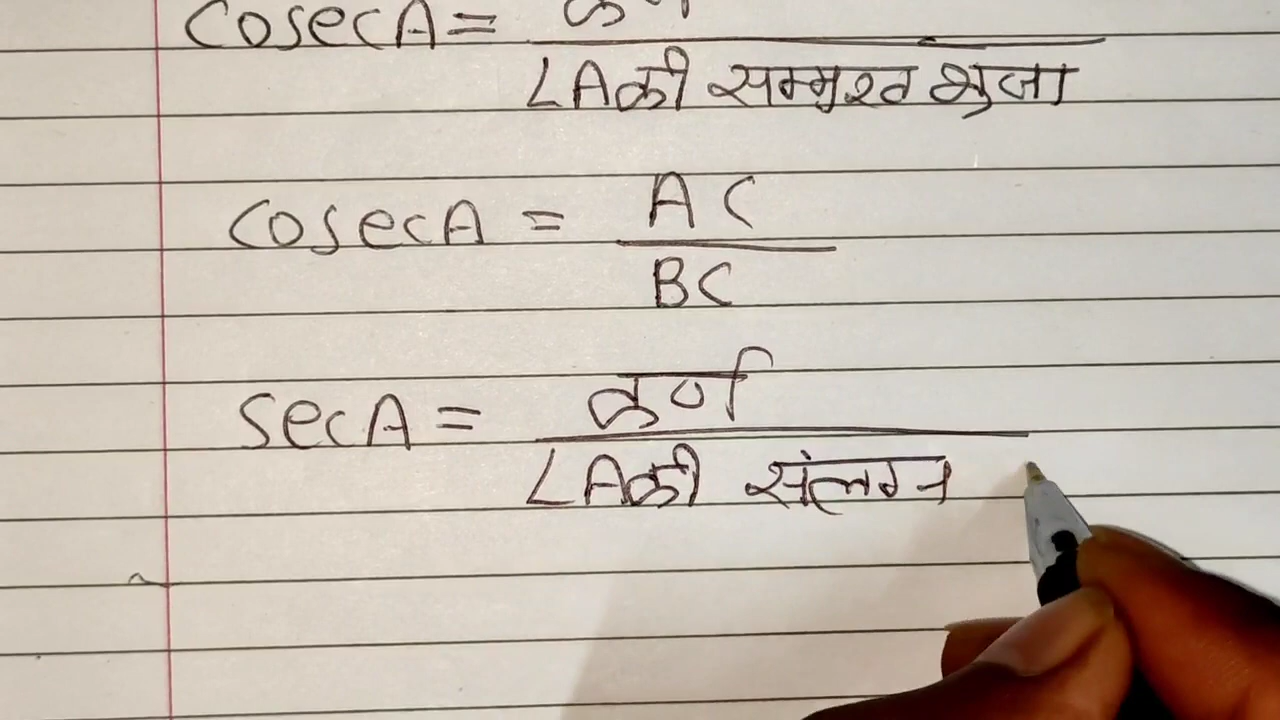 cosecA =
∠A की सम्मुख भुजा
cosecA = AC
BC
secA = कर्ण
∠A की संलग्न